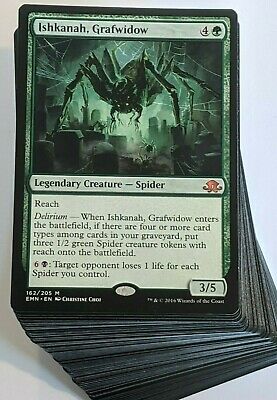 Ishkanah, Grafwidow 4
Legendary Creature — Spider
Reach
Delirium — When Ishkanah, Grafwidow enters
the battlefield, if there are four or more card
types among cards in your graveyard, put
three 1/2 green Spider creature tokens with
reach onto the battlefield.
6 : Target opponent loses 1 life for each
Spider you control.
3/5
162/205 M
EMN • EN Christine Choi
™ & © 2016 Wizards of the Coast